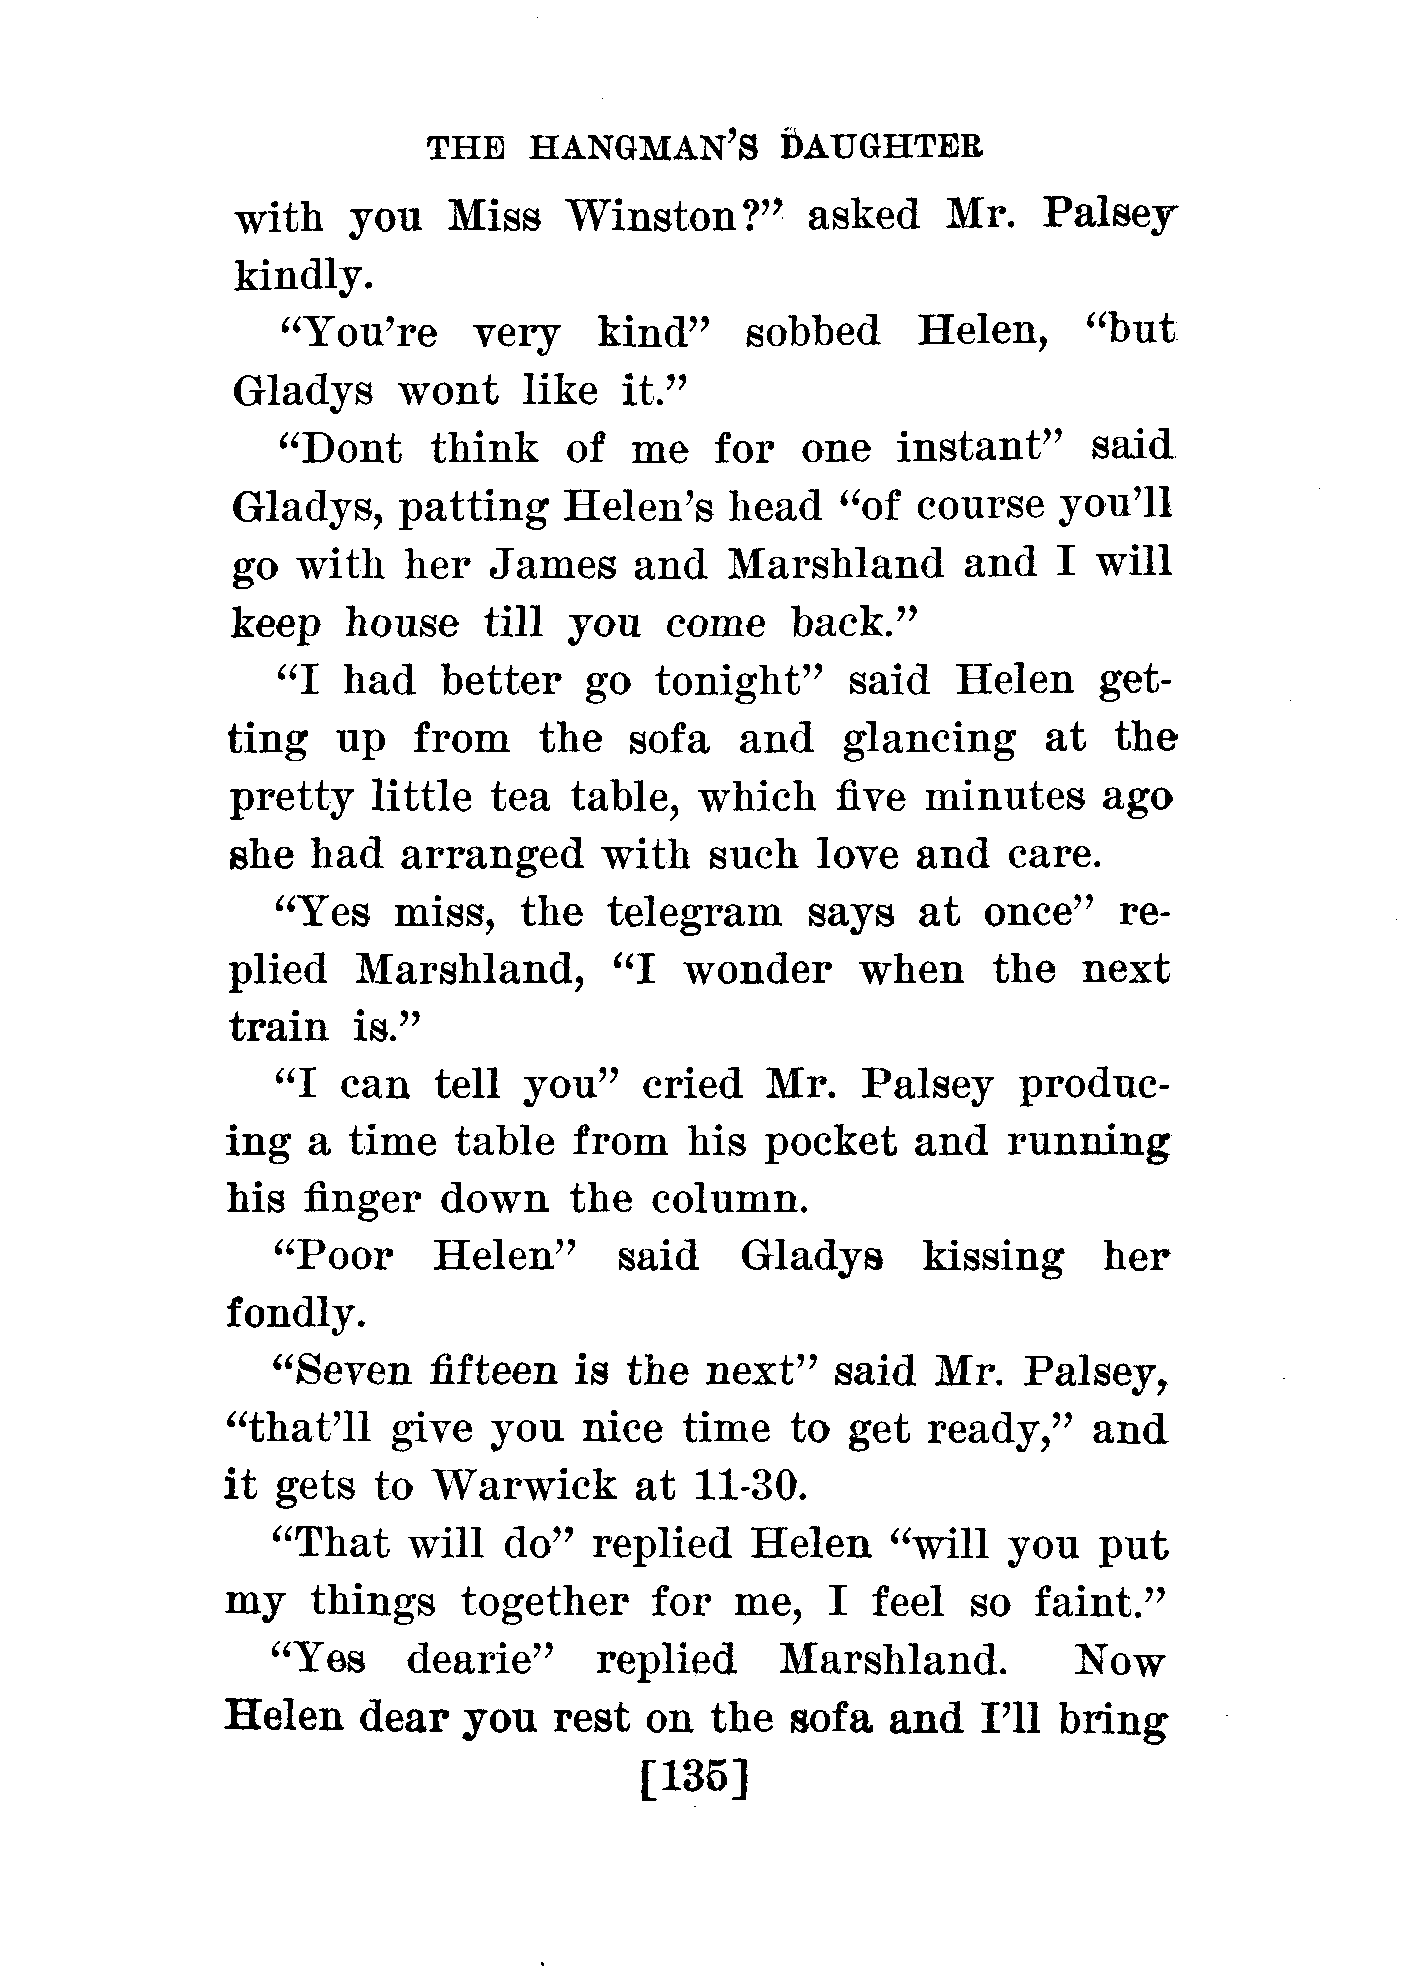 THE HANGMAN'S DAUGHTER
with you Miss Winston?" asked Mr. Palsey
kindly.
"You're very kind" sobbed Helen, "but
Gladys wont like it."
"Dont think of me for one instant" said
Gladys, patting Helen's head "of course you'll
go with her James and Marshland and I will
keep house till you come back."
"I had better go tonight" said Helen get-
ting up from the sofa and glancing at the
pretty little tea table, which five minutes ago
she had arranged with such love and care.
"Yes miss, the telegram says at once" re-
plied Marshland, "I wonder when the next
train is."
"I can tell you" cried Mr. Palsey produc-
ing a time table from his pocket and running
his finger down the column.
"Poor Helen" said Gladys kissing her
fondly.
"Seven fifteen is the next" said Mr. Palsey,
"that'll give you nice time to get ready," and
it gets to Warwick at 11-30.
"That will do" replied Helen "will you put
my things together for me, I feel so faint."
"Yes dearie" replied Marshland. Now
Helen dear you rest on the sofa and I'll bring
[135]